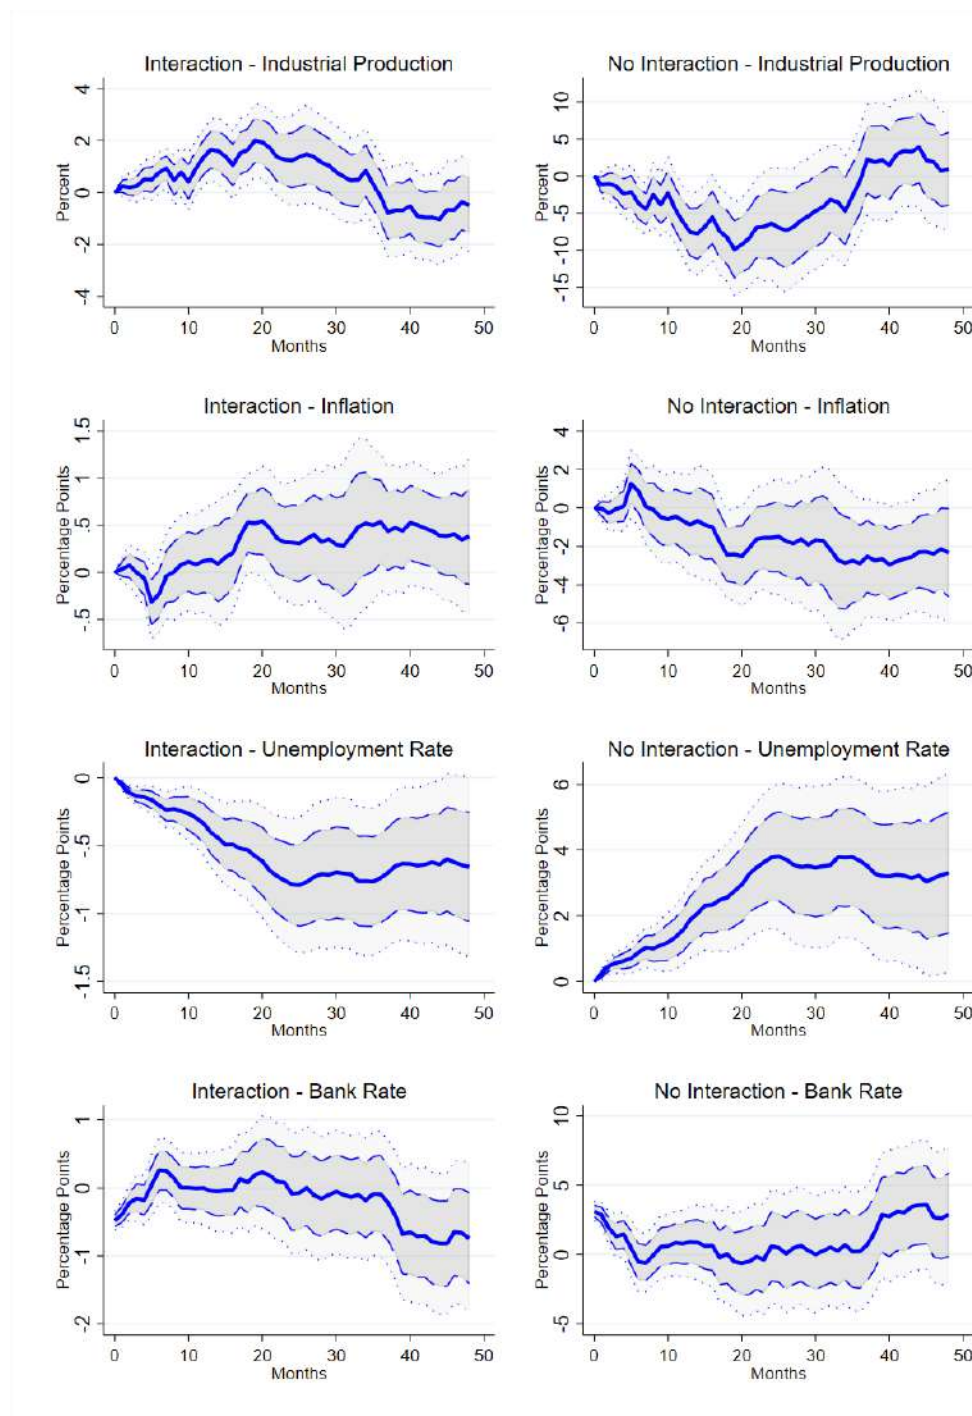 Interaction - Industrial Production
Percent
4
2
0
-2
-4
0 10 20 30 40 50
Months
No Interaction - Industrial Production
Percent
10
5
0
-5
-10
-15
0 10 20 30 40 50
Months
Interaction - Inflation
Percentage Points
1.5
1
.5
0
-.5
0 10 20 30 40 50
Months
No Interaction - Inflation
Percentage Points
4
2
0
-2
-4
-6
0 10 20 30 40 50
Months
Interaction - Unemployment Rate
Percentage Points
0
-.5
-1
-1.5
0 10 20 30 40 50
Months
No Interaction - Unemployment Rate
Percentage Points
6
4
2
0
0 10 20 30 40 50
Months
Interaction - Bank Rate
Percentage Points
1
0
-1
-2
0 10 20 30 40 50
Months
No Interaction - Bank Rate
Percentage Points
10
5
0
-5
0 10 20 30 40 50
Months